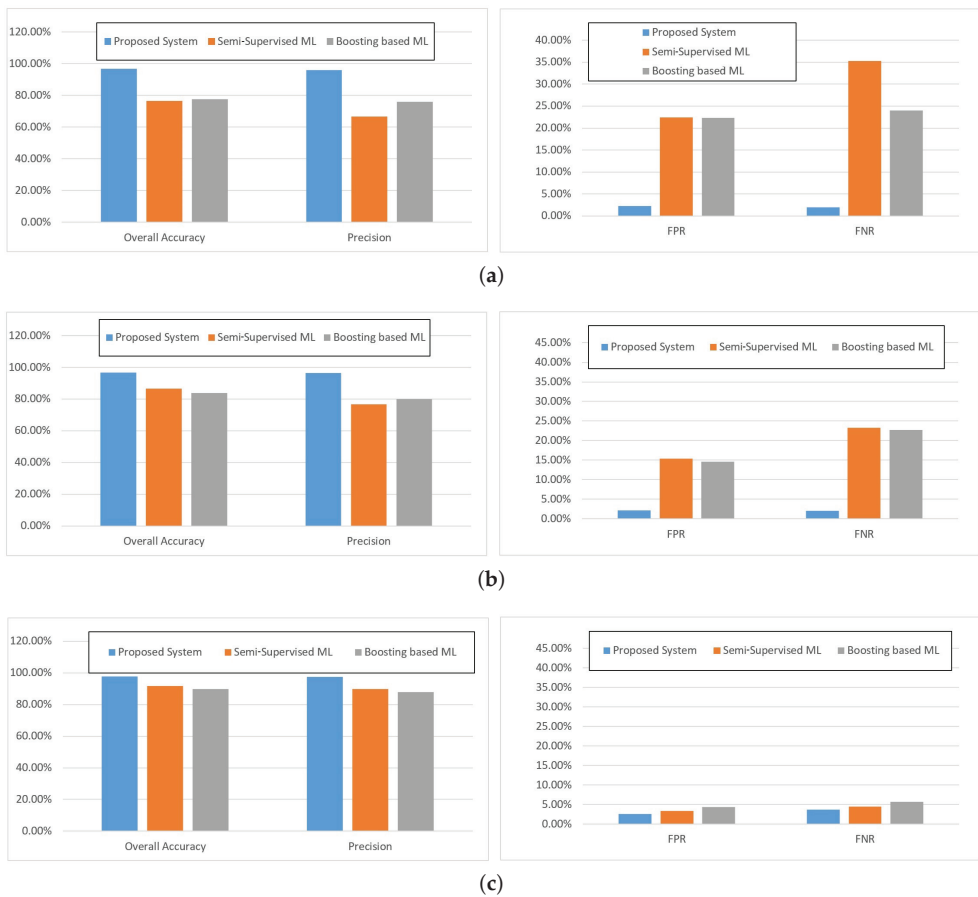 120.00%
Proposed System Semi-Supervised ML Boosting based ML
100.00%
80.00%
60.00%
40.00%
20.00%
0.00%
Overall Accuracy Precision
40.00%
Proposed System
Semi-Supervised ML
Boosting based ML
35.00%
30.00%
25.00%
20.00%
15.00%
10.00%
5.00%
0.00%
FPR FNR
(a)
120.00%
Proposed System Semi-Supervised ML Boosting based ML
100.00%
80.00%
60.00%
40.00%
20.00%
0.00%
Overall Accuracy Precision
45.00%
Proposed System Semi-Supervised ML Boosting based ML
40.00%
35.00%
30.00%
25.00%
20.00%
15.00%
10.00%
5.00%
0.00%
FPR FNR
(b)
120.00%
Proposed System Semi-Supervised ML Boosting based ML
100.00%
80.00%
60.00%
40.00%
20.00%
0.00%
Overall Accuracy Precision
45.00%
Proposed System Semi-Supervised ML Boosting based ML
40.00%
35.00%
30.00%
25.00%
20.00%
15.00%
10.00%
5.00%
0.00%
FPR FNR
(c)